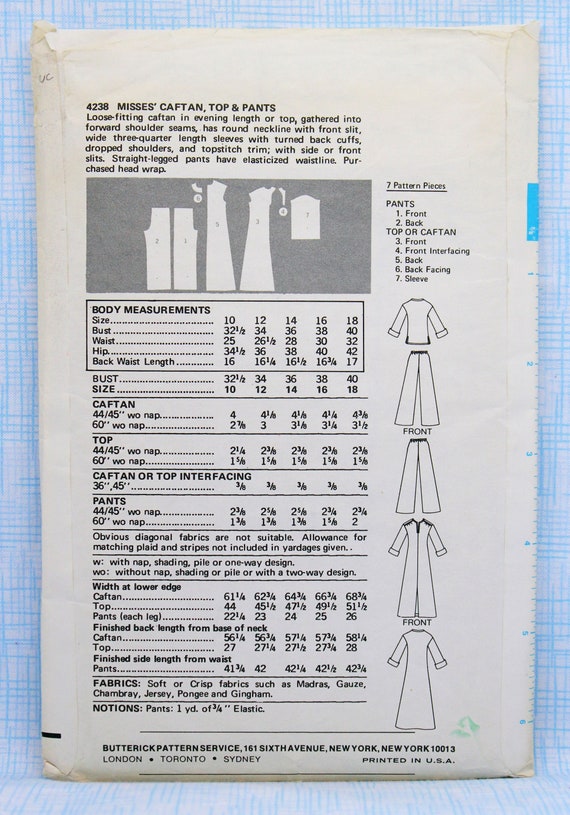 uc
4238 MISSES' CAFTAN, TOP & PANTS
Loose-fitting caftan in evening length or top, gathered into
forward shoulder seams, has round neckline with front slit,
wide three-quarter length sleeves with turned back cuffs,
dropped shoulders, and topstitch trim; with side or front
slits. Straight-legged pants have elasticized waistline. Pur-
chased head wrap.
2 1 5 6 3 4 7
7 Pattern Pieces
PANTS
1. Front
2. Back
TOP OR CAFTAN
3. Front
4. Front Interfacing
5. Back
6. Back Facing
7. Sleeve
BODY MEASUREMENTS
Size 10 12 14 16 18
Bust 32½ 34 36 38 40
Waist 25 26½ 28 30 32
Hip 34½ 36 38 40 42
Back Waist Length 16 16¼ 16½ 16¾ 17
BUST 32½ 34 36 38 40
SIZE 10 12 14 16 18
CAFTAN
44/45" wo nap 4 4⅛ 4⅛ 4¼ 4⅜
60" wo nap 2⅞ 3 3⅛ 3¼ 3½
TOP
44/45" wo nap 2¼ 2⅜ 2⅜ 2⅜ 2⅜
60" wo nap 1⅝ 1⅝ 1⅝ 1⅝ 1⅝
CAFTAN OR TOP INTERFACING
36",45" ⅜ ⅜ ⅜ ⅜ ⅜
PANTS
44/45" wo nap 2⅜ 2⅝ 2⅝ 2¾ 2¾
60" wo nap 1⅜ 1⅜ 1⅝ 1¾ 2
Obvious diagonal fabrics are not suitable. Allowance for
matching plaid and stripes not included in yardages given..
w: with nap, shading, pile or one-way design.
wo: without nap, shading or pile or with a two-way design.
Width at lower edge
Caftan 61¼ 62¾ 64¾ 66¾ 68¾
Top 44 45½ 47½ 49½ 51½
Pants (each leg) 22¼ 23 24 25 26
Finished back length from base of neck
Caftan 56¼ 56¾ 57¼ 57¾ 58¼
Top 27 27¼ 27½ 27¾ 28
Finished side length from waist
Pants 41¾ 42 42¼ 42½ 42¾
FABRICS: Soft or Crisp fabrics such as Madras, Gauze,
Chambray, Jersey, Pongee and Gingham.
NOTIONS: Pants: 1 yd. of ¾" Elastic.
FRONT
FRONT
⅝
1
2
3
4
5
6
BUTTERICK PATTERN SERVICE, 161 SIXTH AVENUE, NEW YORK, NEW YORK 10013
LONDON • TORONTO • SYDNEY PRINTED IN U.S.A.